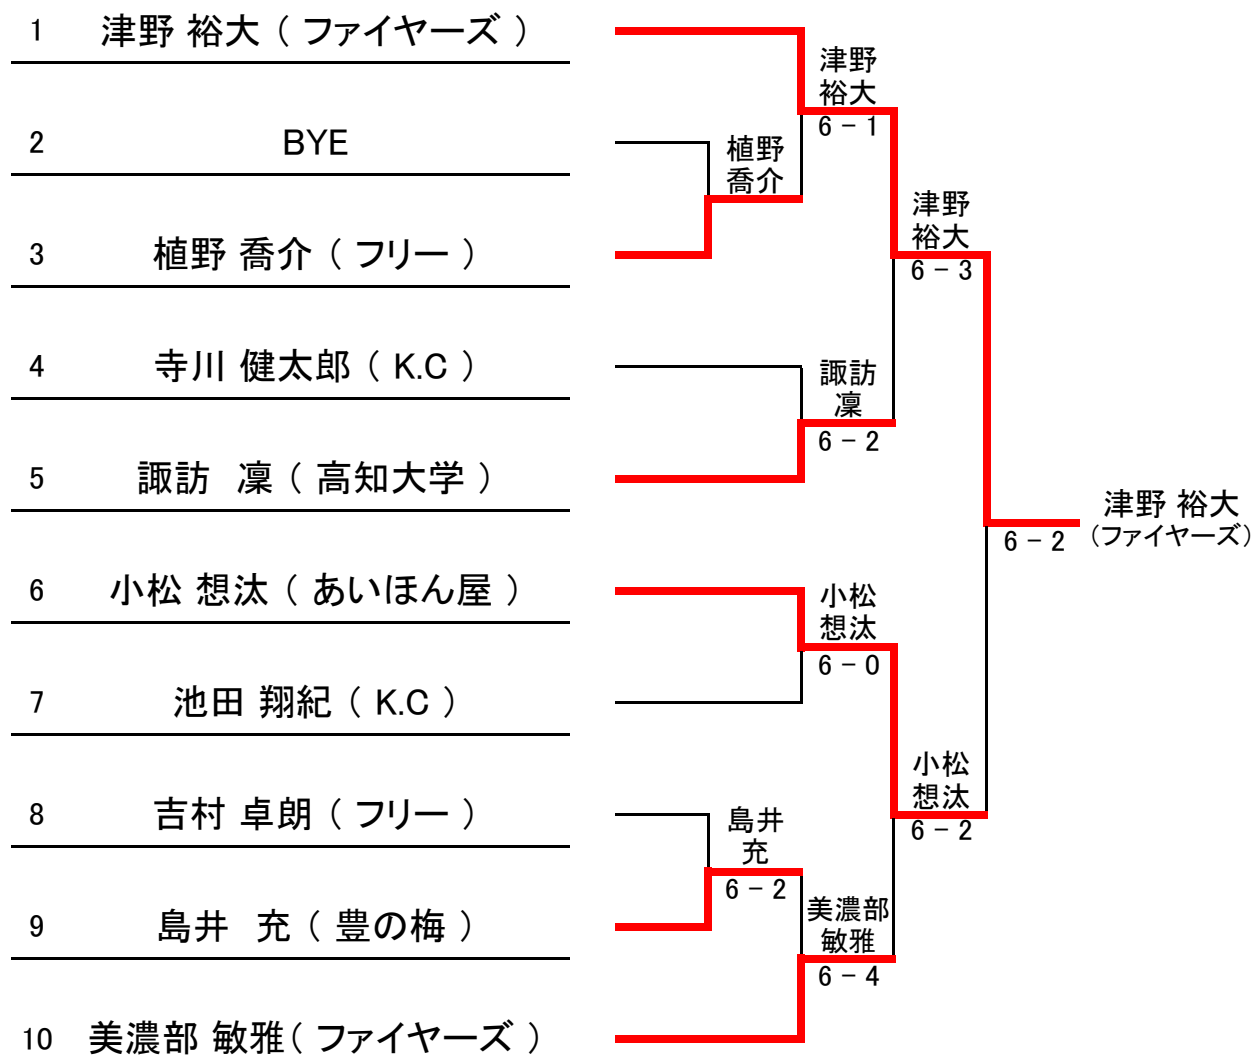 1 津野 裕大 ( ファイヤーズ )
2 BYE
3 植野 喬介 ( フリー )
4 寺川 健太郎 ( K.C )
5 諏訪 凜 ( 高知大学 )
6 小松 想汰 ( あいほん屋 )
7 池田 翔紀 ( K.C )
8 吉村 卓朗 ( フリー )
9 島井 充 ( 豊の梅 )
10 美濃部 敏雅( ファイヤーズ )
植野
喬介
島井
充
6 - 2
津野
裕大
6 - 1
諏訪
凜
6 - 2
小松
想汰
6 - 0
美濃部
敏雅
6 - 4
津野
裕大
6 - 3
小松
想汰
6 - 2
6 - 2
津野 裕大
(ファイヤーズ)